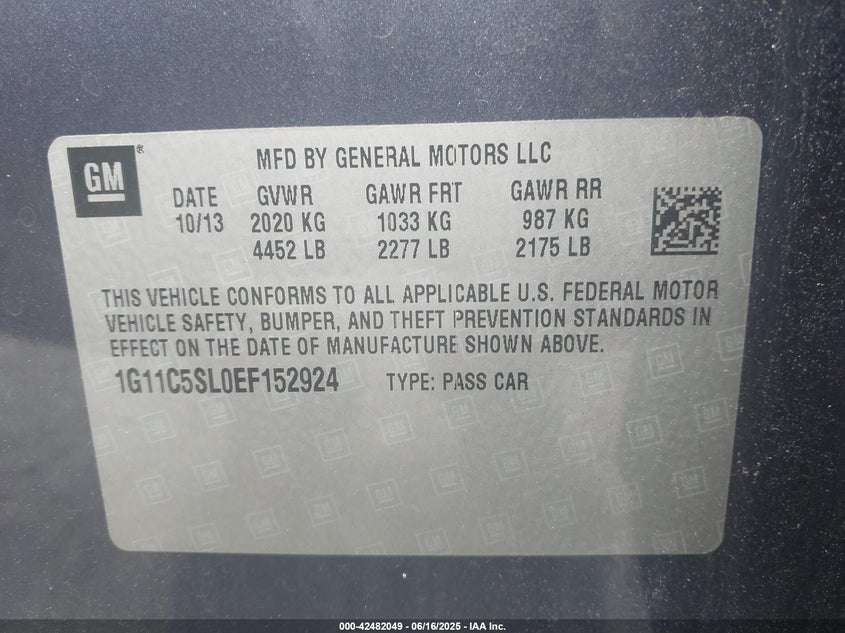 GM®
MFD BY GENERAL MOTORS LLC
DATE GVWR GAWR FRT GAWR RR
10/13 2020 KG 1033 KG 987 KG
4452 LB 2277 LB 2175 LB
THIS VEHICLE CONFORMS TO ALL APPLICABLE U.S. FEDERAL MOTOR
VEHICLE SAFETY, BUMPER, AND THEFT PREVENTION STANDARDS IN
EFFECT ON THE DATE OF MANUFACTURE SHOWN ABOVE.
1G11C5SL0EF152924 TYPE: PASS CAR
000-42482049 - 06/16/2025 - IAA Inc.